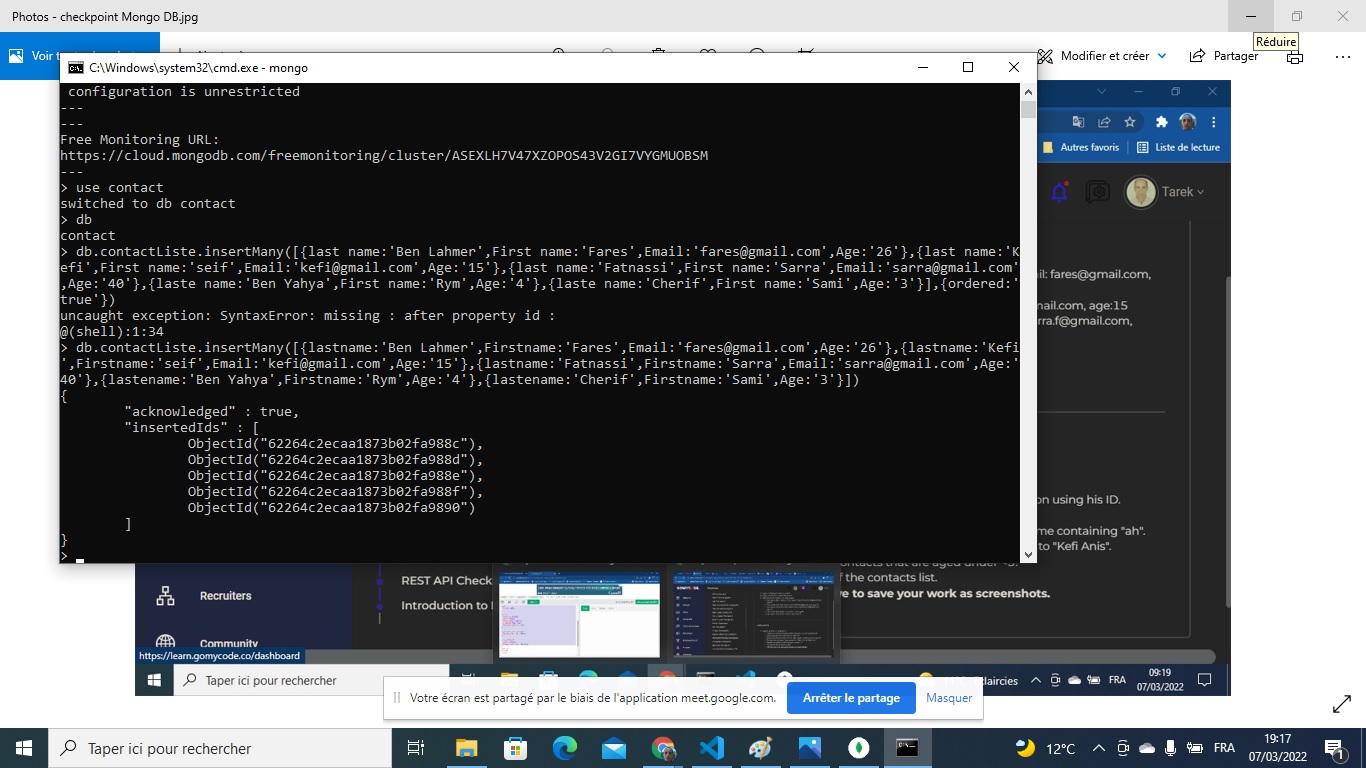 Photos - checkpoint Mongo DB.jpg
Réduire
Voir
Modifier et créer
Partager
C:\Windows\system32\cmd.exe - mongo
configuration is unrestricted
---
---
Free Monitoring URL:
https://cloud.mongodb.com/freemonitoring/cluster/ASEXLH7V47XZOPOS43V2GI7VYGMUOBSM
---
> use contact
switched to db contact
> db
contact
> db.contactListe.insertMany([{last name:'Ben Lahmer',First name:'Fares',Email:'fares@gmail.com',Age:'26'},{last name:'K
efi',First name:'seif',Email:'kefi@gmail.com',Age:'15'},{last name:'Fatnassi',First name:'Sarra',Email:'sarra@gmail.com'
,Age:'40'},{laste name:'Ben Yahya',First name:'Rym',Age:'4'},{laste name:'Cherif',First name:'Sami',Age:'3'}],{ordered:'
true'})
uncaught exception: SyntaxError: missing : after property id :
@(shell):1:34
> db.contactListe.insertMany([{lastname:'Ben Lahmer',Firstname:'Fares',Email:'fares@gmail.com',Age:'26'},{lastname:'Kefi
',Firstname:'seif',Email:'kefi@gmail.com',Age:'15'},{lastname:'Fatnassi',Firstname:'Sarra',Email:'sarra@gmail.com',Age:'
40'},{lastename:'Ben Yahya',Firstname:'Rym',Age:'4'},{lastename:'Cherif',Firstname:'Sami',Age:'3'}])
{
"acknowledged" : true,
"insertedIds" : [
ObjectId("62264c2ecaa1873b02fa988c"),
ObjectId("62264c2ecaa1873b02fa988d"),
ObjectId("62264c2ecaa1873b02fa988e"),
ObjectId("62264c2ecaa1873b02fa988f"),
ObjectId("62264c2ecaa1873b02fa9890")
]
}
>
Autres favoris
Liste de lecture
Tarek
il: fares@gmail.com,
nail.com, age:15
rra.f@gmail.com,
on using his ID.
me containing "ah".
to "Kefi Anis".
of the contacts list.
ve to save your work as screenshots.
Recruiters
Community
REST API Check
Introduction to
https://learn.gomycode.co/dashboard
Taper ici pour rechercher
claircies
FRA
09:19
07/03/2022
Votre écran est partagé par le biais de l'application meet.google.com.
Arrêter le partage
Masquer
Taper ici pour rechercher
12°C
FRA
19:17
07/03/2022
1